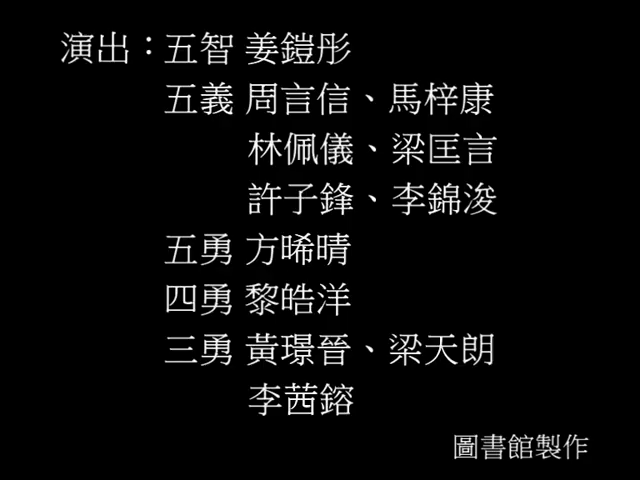 演出：五智 姜鎧彤
五義 周言信、馬梓康
林佩儀、梁匡言
許子鋒、李錦浚
五勇 方晞晴
四勇 黎皓洋
三勇 黃璟晉、梁天朗
李茜鎔
圖書館製作